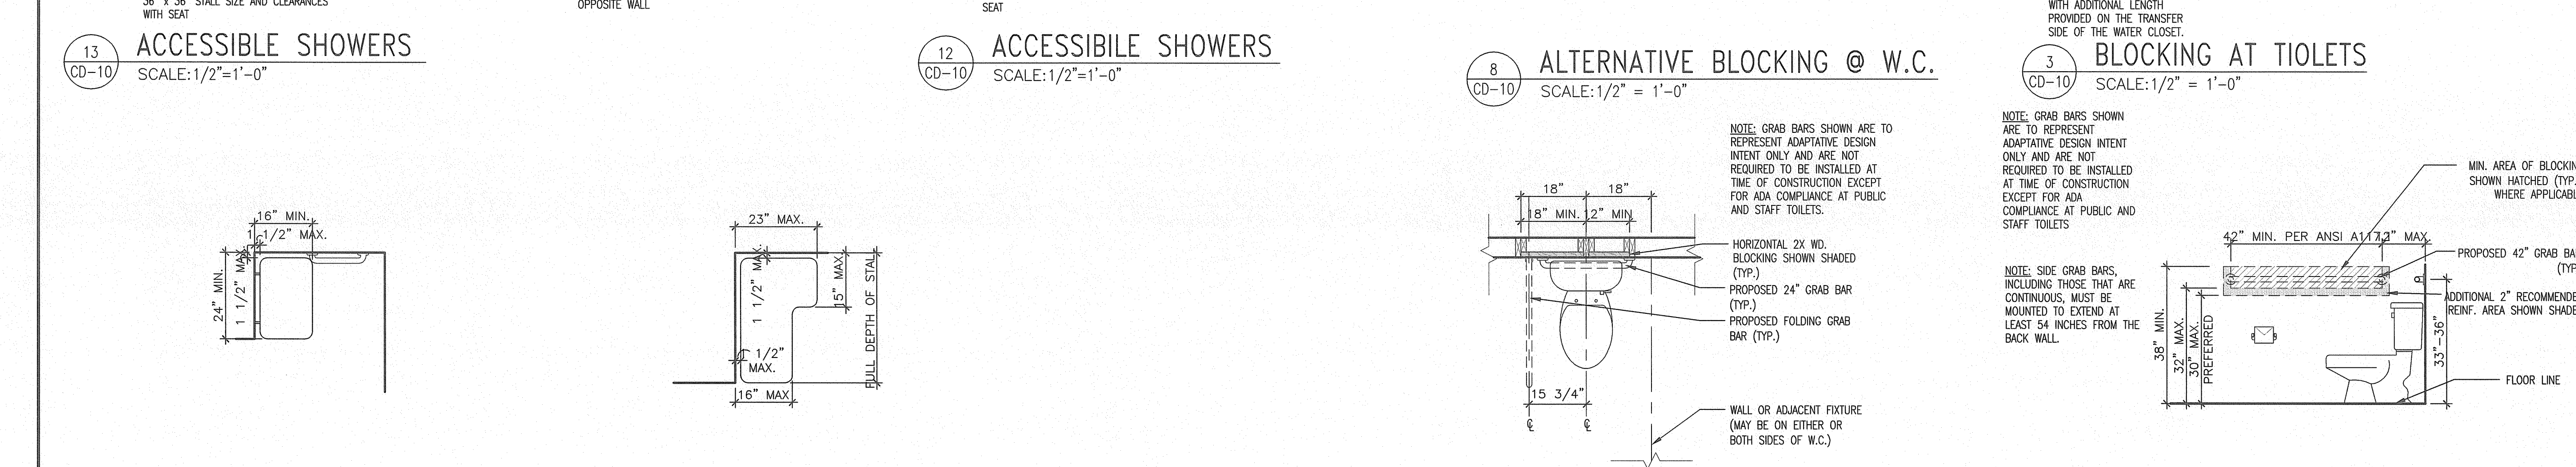 36" x 36" STALL SIZE AND CLEARANCES
WITH SEAT
OPPOSITE WALL
SEAT
WITH ADDITIONAL LENGTH
PROVIDED ON THE TRANSFER
SIDE OF THE WATER CLOSET.
13
CD-10
ACCESSIBLE SHOWERS
SCALE:1/2"=1'-0"
12
CD-10
ACCESSIBILE SHOWERS
SCALE:1/2"=1'-0"
8
CD-10
ALTERNATIVE BLOCKING @ W.C.
SCALE:1/2" = 1'-0"
3
CD-10
BLOCKING AT TIOLETS
SCALE:1/2" = 1'-0"
16" MIN.
1 1/2" MAX.
24" MIN.
1 1/2" MAX.
23" MAX.
1 1/2" MAX.
15" MAX.
FULL DEPTH OF STAL
1/2"
MAX.
16" MAX
NOTE: GRAB BARS SHOWN ARE TO
REPRESENT ADAPTATIVE DESIGN
INTENT ONLY AND ARE NOT
REQUIRED TO BE INSTALLED AT
TIME OF CONSTRUCTION EXCEPT
FOR ADA COMPLIANCE AT PUBLIC
AND STAFF TOILETS.
18" 18"
18" MIN. 12" MIN
HORIZONTAL 2X WD.
BLOCKING SHOWN SHADED
(TYP.)
PROPOSED 24" GRAB BAR
(TYP.)
PROPOSED FOLDING GRAB
BAR (TYP.)
15 3/4"
WALL OR ADJACENT FIXTURE
(MAY BE ON EITHER OR
BOTH SIDES OF W.C.)
NOTE: GRAB BARS SHOWN
ARE TO REPRESENT
ADAPTATIVE DESIGN INTENT
ONLY AND ARE NOT
REQUIRED TO BE INSTALLED
AT TIME OF CONSTRUCTION
EXCEPT FOR ADA
COMPLIANCE AT PUBLIC AND
STAFF TOILETS
NOTE: SIDE GRAB BARS,
INCLUDING THOSE THAT ARE
CONTINUOUS, MUST BE
MOUNTED TO EXTEND AT
LEAST 54 INCHES FROM THE
BACK WALL.
MIN. AREA OF BLOCKIN
SHOWN HATCHED (TYP.
WHERE APPLICABL
42" MIN. PER ANSI A117. 12" MAX
PROPOSED 42" GRAB BA
(TYP
ADDITIONAL 2" RECOMMENDE
REINF. AREA SHOWN SHADE
38" MIN.
32" MAX.
30" MAX.
PREFERRED
33"-36"
FLOOR LINE